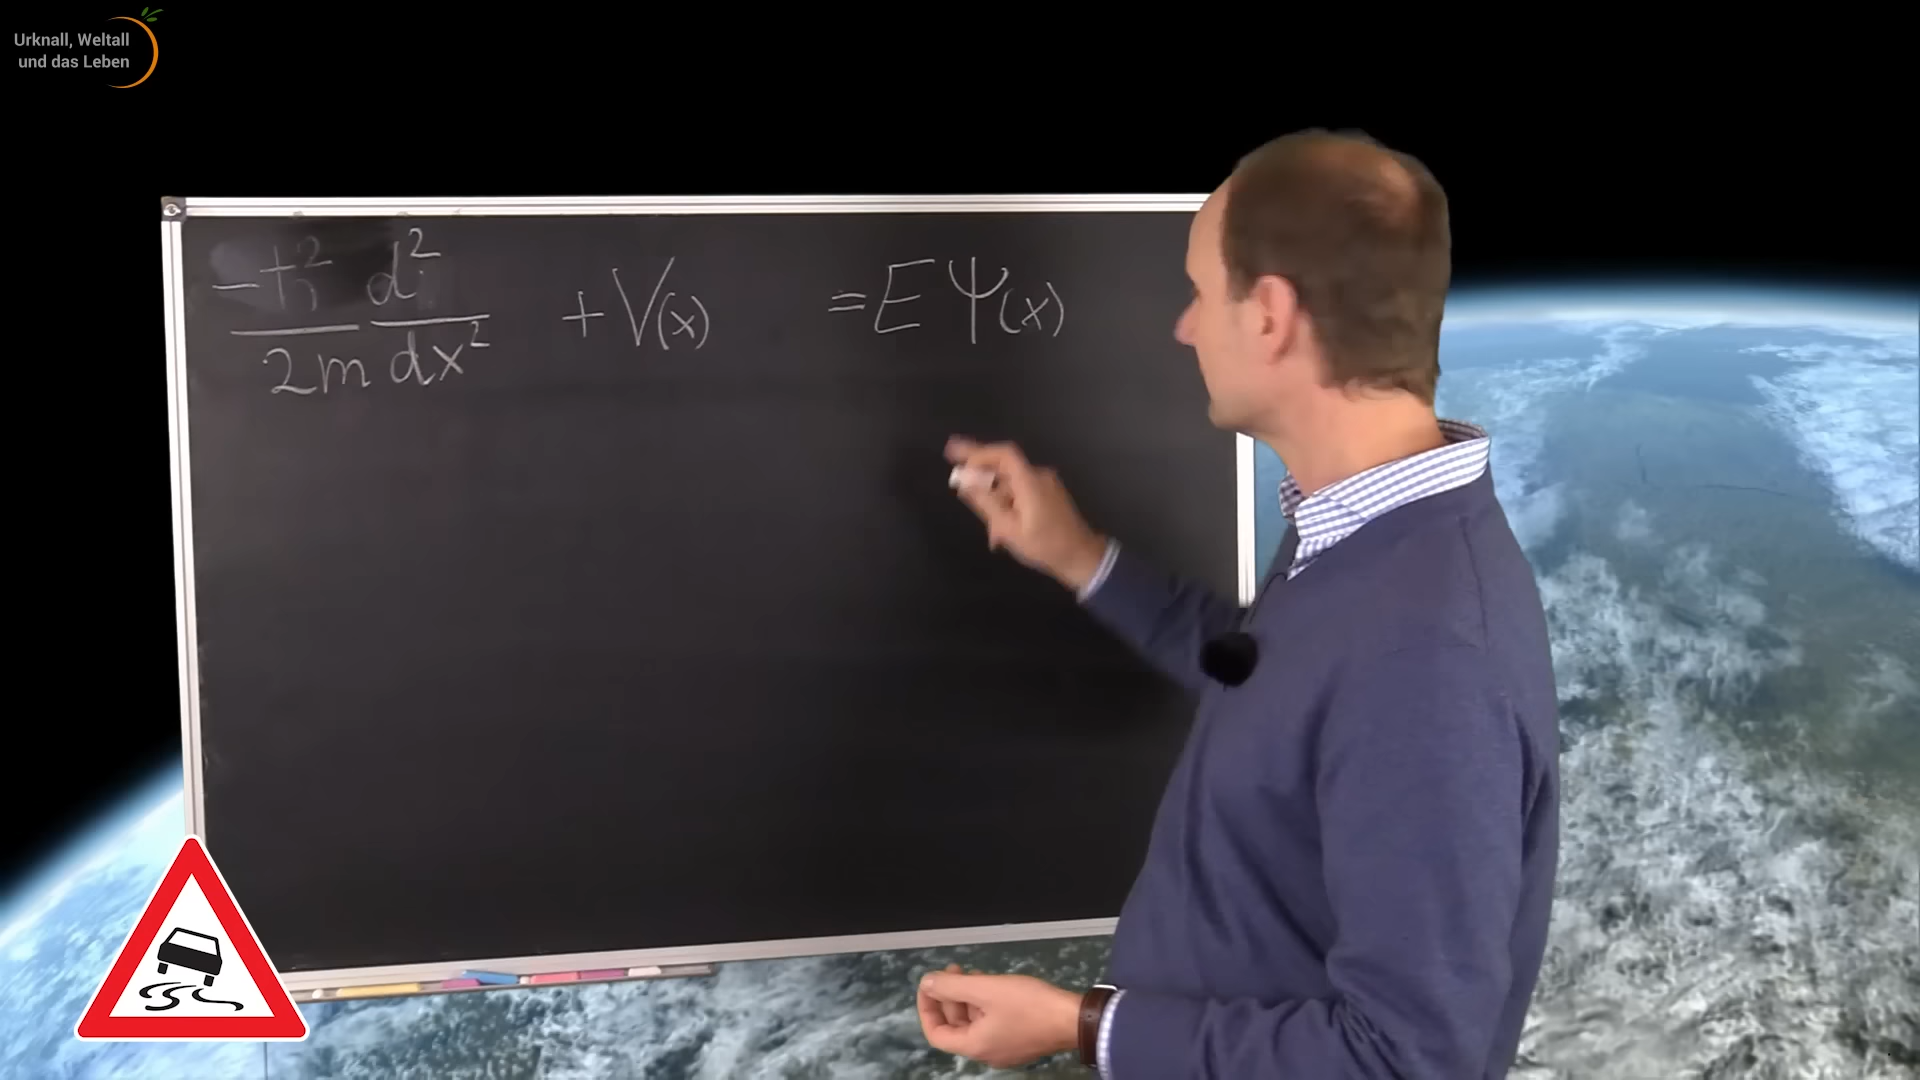 Urknall, Weltall
und das Leben
-ħ² d² + V(x) = E Ψ(x)
2m dx²